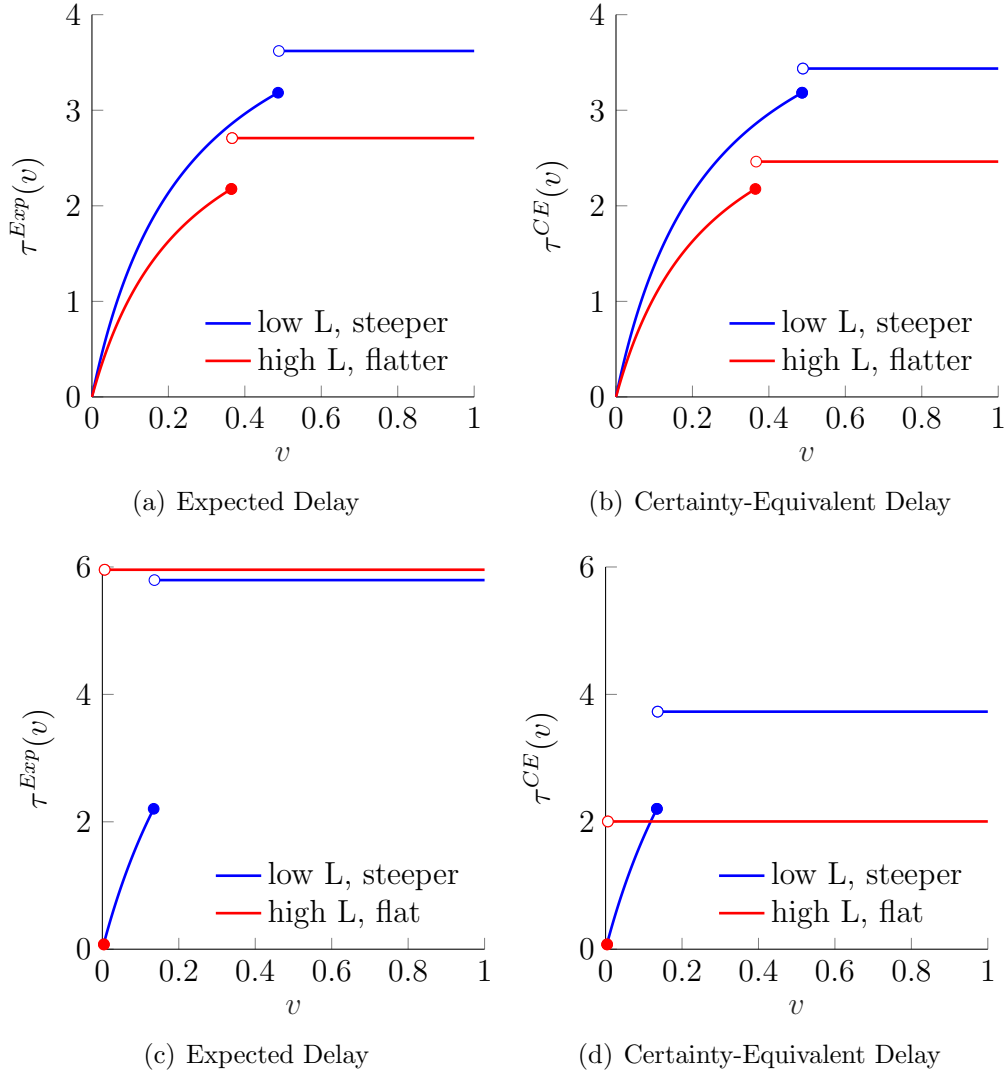 4
3
2
1
0
0
0.2
0.4
0.6
0.8
1
v
τ^{Exp}(v)
low L, steeper
high L, flatter
(a) Expected Delay
4
3
2
1
0
0
0.2
0.4
0.6
0.8
1
v
τ^{CE}(v)
low L, steeper
high L, flatter
(b) Certainty-Equivalent Delay
6
4
2
0
0
0.2
0.4
0.6
0.8
1
v
τ^{Exp}(v)
low L, steeper
high L, flat
(c) Expected Delay
6
4
2
0
0
0.2
0.4
0.6
0.8
1
v
τ^{CE}(v)
low L, steeper
high L, flat
(d) Certainty-Equivalent Delay